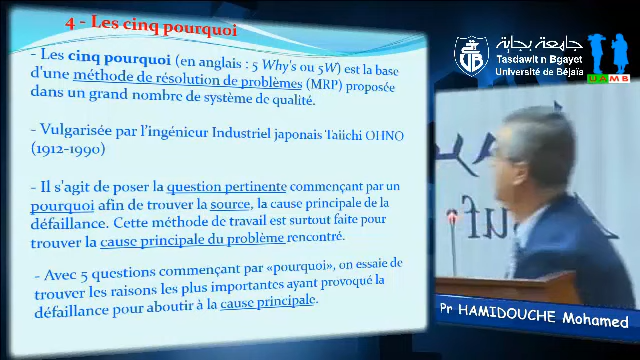 4 - Les cinq pourquoi
- Les cinq pourquoi (en anglais : 5 Why's ou 5W) est la base
d'une méthode de résolution de problèmes (MRP) proposée
dans un grand nombre de système de qualité.
- Vulgarisée par l'ingénieur Industriel japonais Taiichi OHNO
(1912-1990)
- Il s'agit de poser la question pertinente commençant par un
pourquoi afin de trouver la source, la cause principale de la
défaillance. Cette méthode de travail est surtout faite pour
trouver la cause principale du problème rencontré.
- Avec 5 questions commençant par «pourquoi», on essaie de
trouver les raisons les plus importantes ayant provoqué la
défaillance pour aboutir à la cause principale.
جامعة بجاية
Tasdawit n Bgayet
Université de Béjaïa
UAMB
Pr HAMIDOUCHE Mohamed